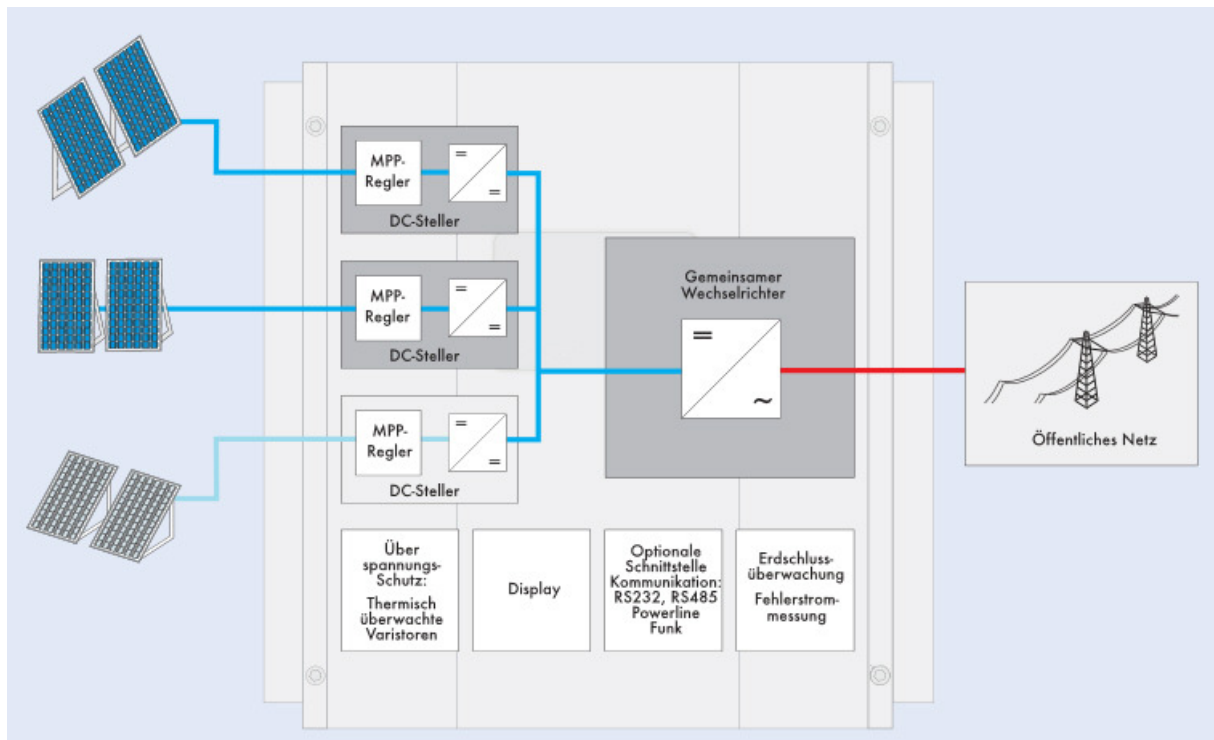 MPP-
Regler
=
=
DC-Steller
MPP-
Regler
=
=
DC-Steller
MPP-
Regler
=
=
DC-Steller
Gemeinsamer
Wechselrichter
=
~
Öffentliches Netz
Über
spannungs-
Schutz:
Thermisch
überwachte
Varistoren
Display
Optionale
Schnittstelle
Kommunikation:
RS232, RS485
Powerline
Funk
Erdschluss-
überwachung
Fehlerstrom-
messung